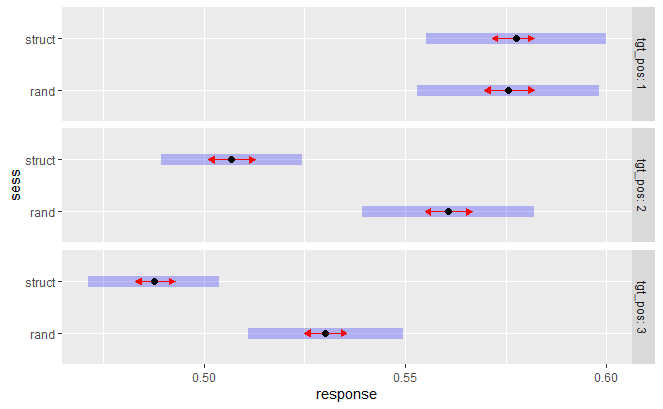 struct
rand
tgt_pos: 1
struct
rand
tgt_pos: 2
struct
rand
tgt_pos: 3
sess
0.50
0.55
0.60
response